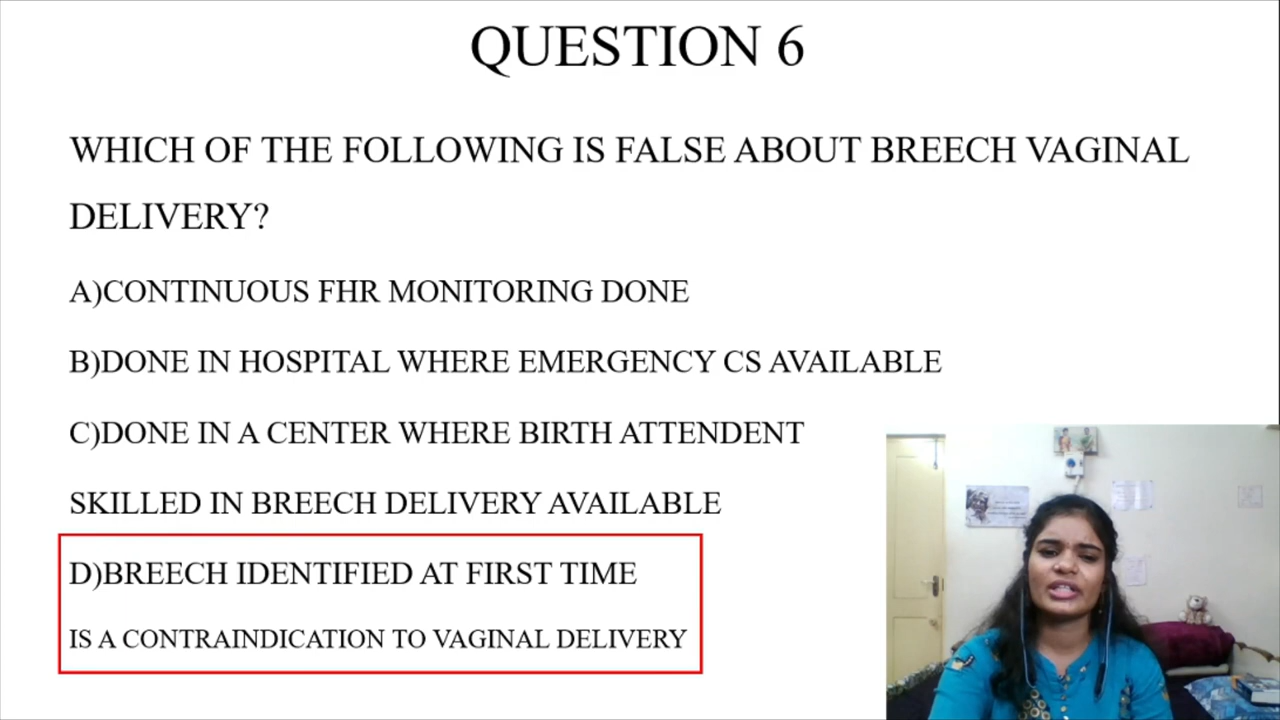 QUESTION 6
WHICH OF THE FOLLOWING IS FALSE ABOUT BREECH VAGINAL
DELIVERY?
A)CONTINUOUS FHR MONITORING DONE
B)DONE IN HOSPITAL WHERE EMERGENCY CS AVAILABLE
C)DONE IN A CENTER WHERE BIRTH ATTENDENT
SKILLED IN BREECH DELIVERY AVAILABLE
D)BREECH IDENTIFIED AT FIRST TIME
IS A CONTRAINDICATION TO VAGINAL DELIVERY